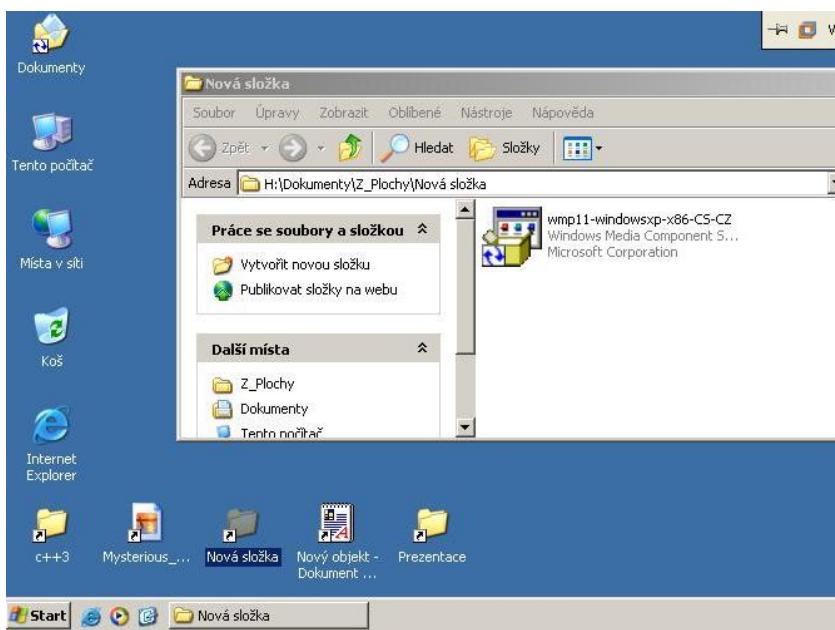 Dokumenty
Tento počítač
Místa v síti
Koš
Internet
Explorer
Nová složka
Soubor Úpravy Zobrazit Oblíbené Nástroje Nápověda
Zpět Hledat Složky
Adresa H:\Dokumenty\Z_Plochy\Nová složka
Práce se soubory a složkou
Vytvořit novou složku
Publikovat složky na webu
Další místa
Z_Plochy
Dokumenty
Tento počítač
wmp11-windowsxp-x86-CS-CZ
Windows Media Component S...
Microsoft Corporation
c++3
Mysterious_...
Nová složka
Nový objekt -
Dokument ...
Prezentace
Start
Nová složka